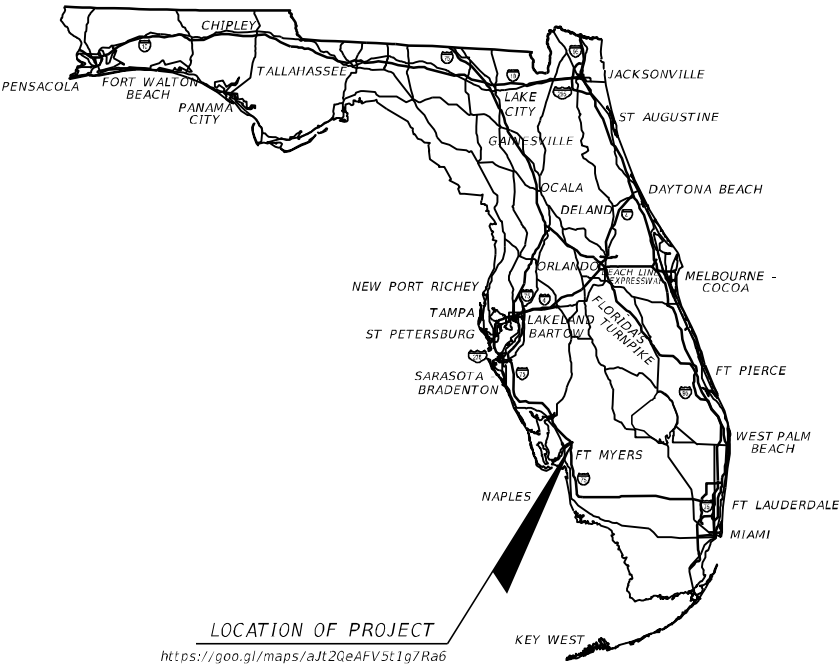 CHIPLEY
PENSACOLA
FORT WALTON
BEACH
PANAMA
CITY
TALLAHASSEE
JACKSONVILLE
LAKE
CITY
ST AUGUSTINE
GAINESVILLE
OCALA
DAYTONA BEACH
DELAND
ORLANDO
BEACH LINE
EXPRESSWAY
MELBOURNE -
COCOA
NEW PORT RICHEY
TAMPA
ST PETERSBURG
LAKELAND
BARTOW
FLORIDA'S
TURNPIKE
SARASOTA
BRADENTON
FT PIERCE
WEST PALM
BEACH
FT MYERS
NAPLES
FT LAUDERDALE
MIAMI
KEY WEST
LOCATION OF PROJECT
https://goo.gl/maps/aJt2QeAFV5t1g7Ra6